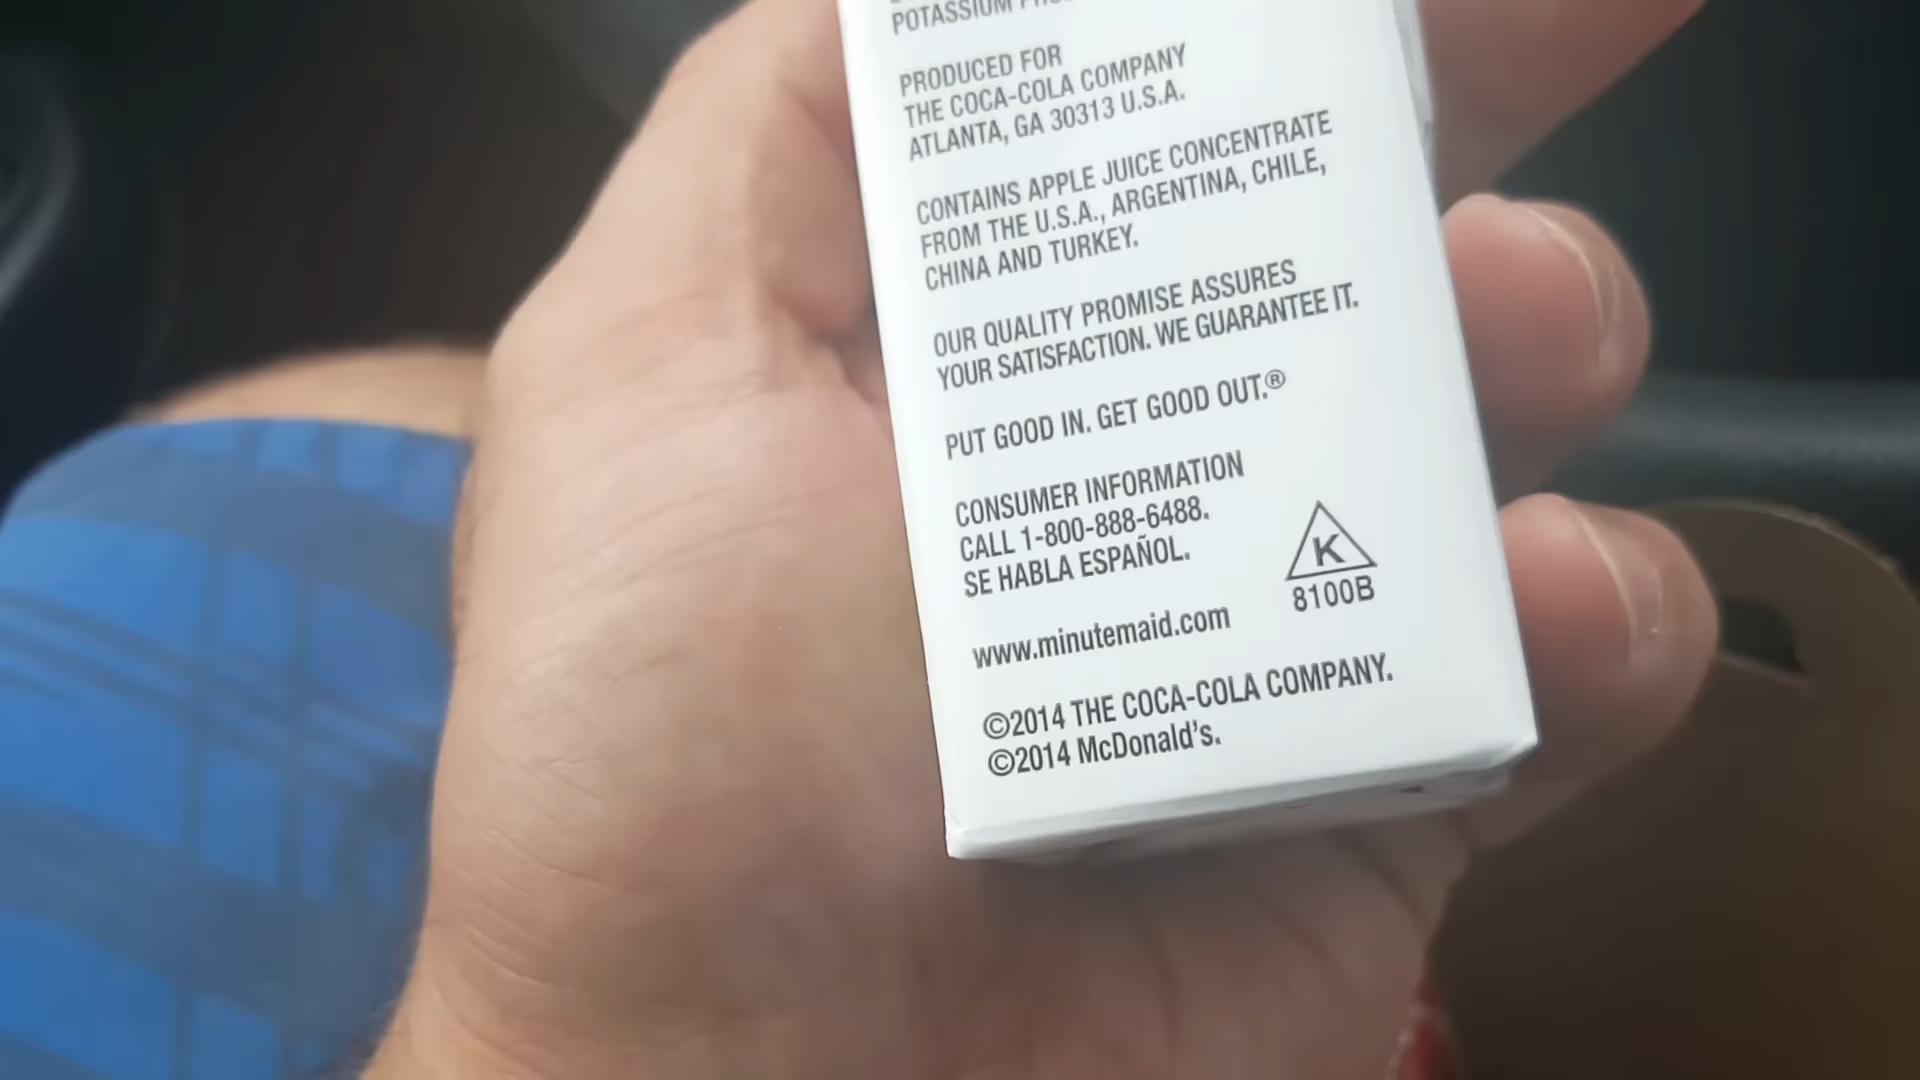 POTASSIUM
PRODUCED FOR
THE COCA-COLA COMPANY
ATLANTA, GA 30313 U.S.A.
CONTAINS APPLE JUICE CONCENTRATE
FROM THE U.S.A., ARGENTINA, CHILE,
CHINA AND TURKEY.
OUR QUALITY PROMISE ASSURES
YOUR SATISFACTION. WE GUARANTEE IT.
PUT GOOD IN. GET GOOD OUT.®
CONSUMER INFORMATION
CALL 1-800-888-6488.
SE HABLA ESPAÑOL.
K
8100B
www.minutemaid.com
©2014 THE COCA-COLA COMPANY.
©2014 McDonald's.